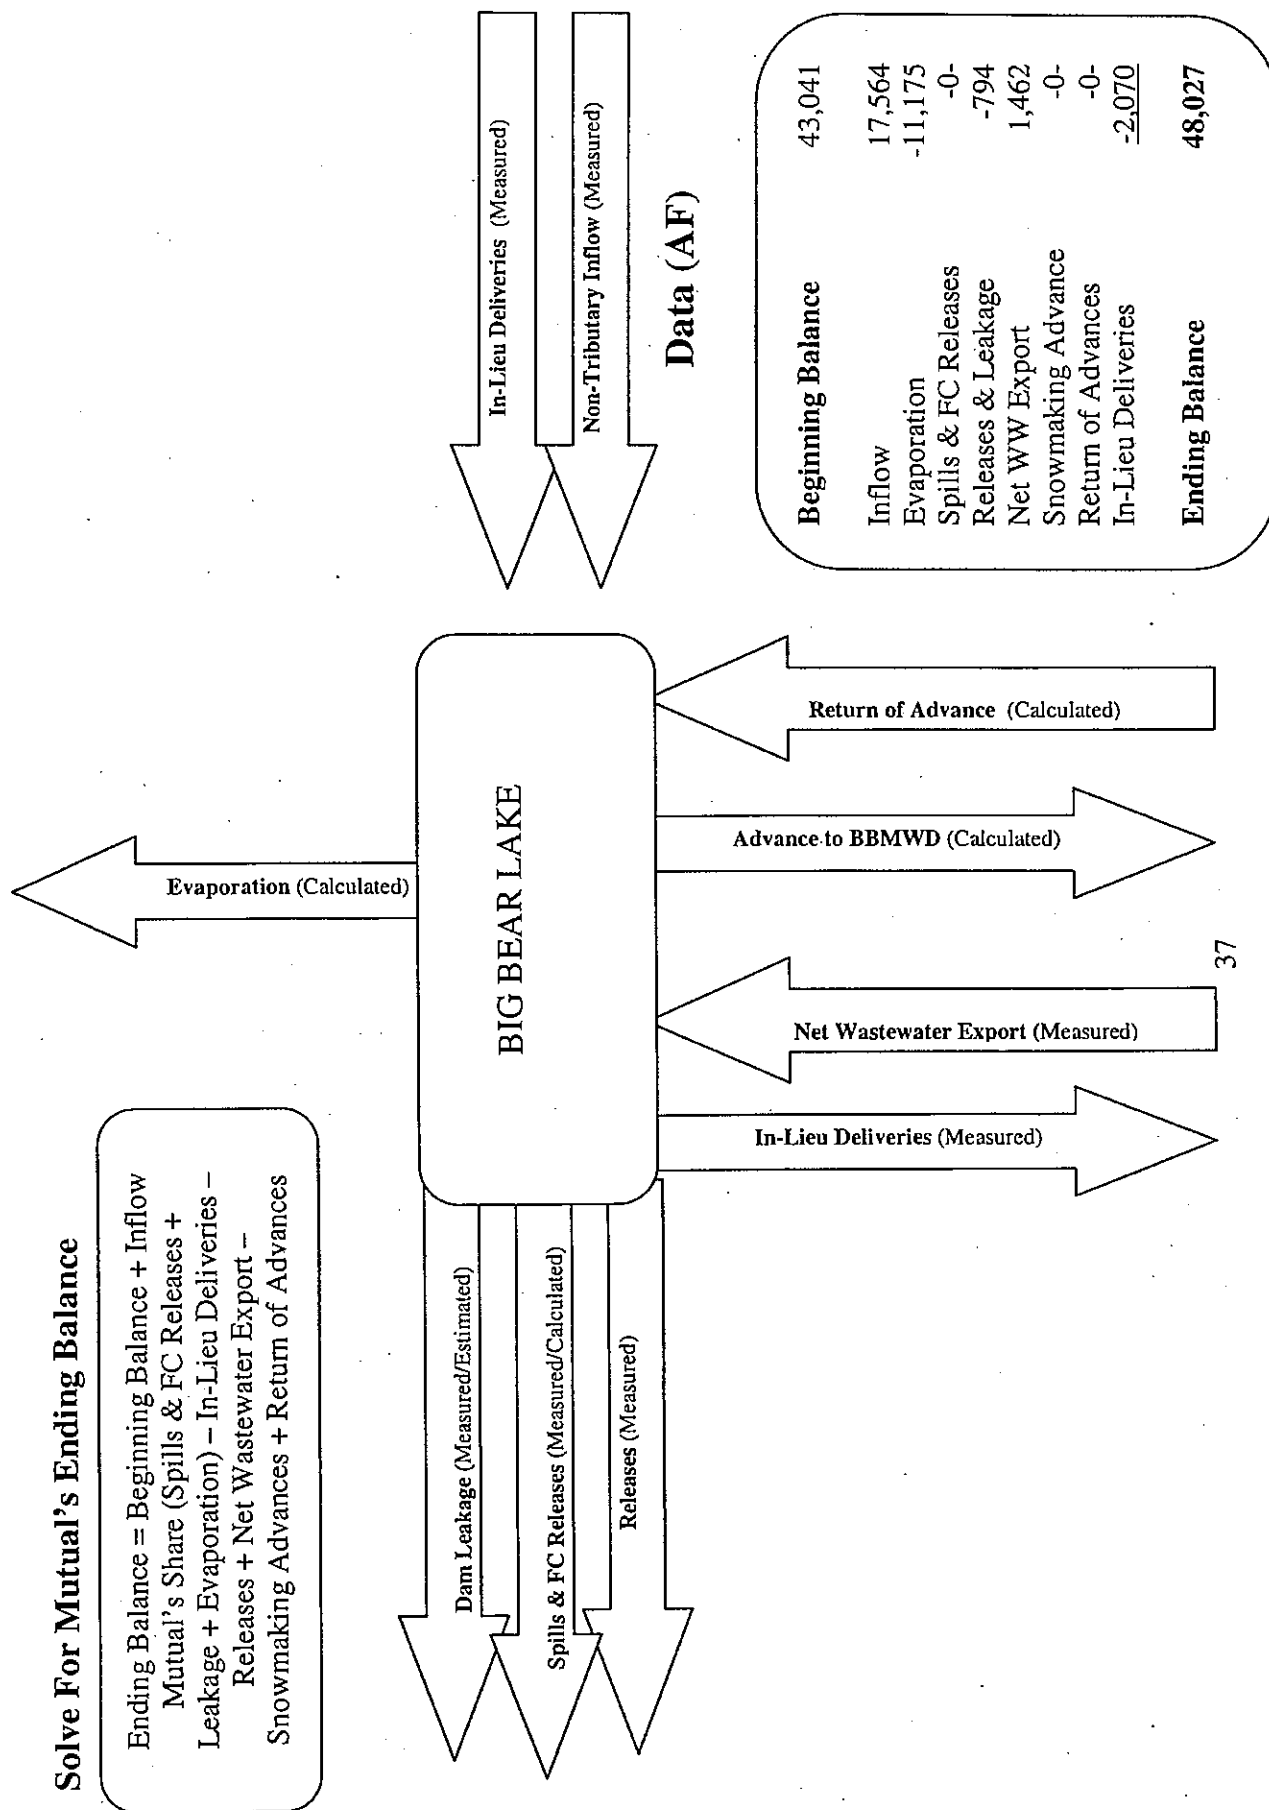 Solve For Mutual's Ending Balance
Ending Balance = Beginning Balance + Inflow
Mutual's Share (Spills & FC Releases +
Leakage + Evaporation) – In-Lieu Deliveries –
Releases + Net Wastewater Export –
Snowmaking Advances + Return of Advances
Evaporation (Calculated)
Dam Leakage (Measured/Estimated)
Spills & FC Releases (Measured/Calculated)
Releases (Measured)
BIG BEAR LAKE
In-Lieu Deliveries (Measured)
Non-Tributary Inflow (Measured)
In-Lieu Deliveries (Measured)
Net Wastewater Export (Measured)
Advance to BBMWD (Calculated)
Return of Advance (Calculated)
Data (AF)
Beginning Balance 43,041
Inflow 17,564
Evaporation -11,175
Spills & FC Releases -0-
Releases & Leakage -794
Net WW Export 1,462
Snowmaking Advance -0-
Return of Advances -0-
In-Lieu Deliveries -2,070
Ending Balance 48,027
37